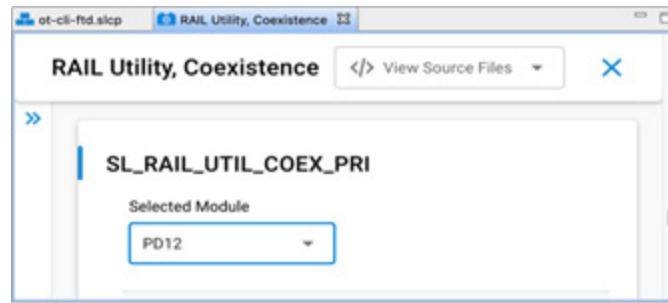 ot-cli-ftd.slcp RAIL Utility, Coexistence
RAIL Utility, Coexistence </> View Source Files
SL_RAIL_UTIL_COEX_PRI
Selected Module
PD12